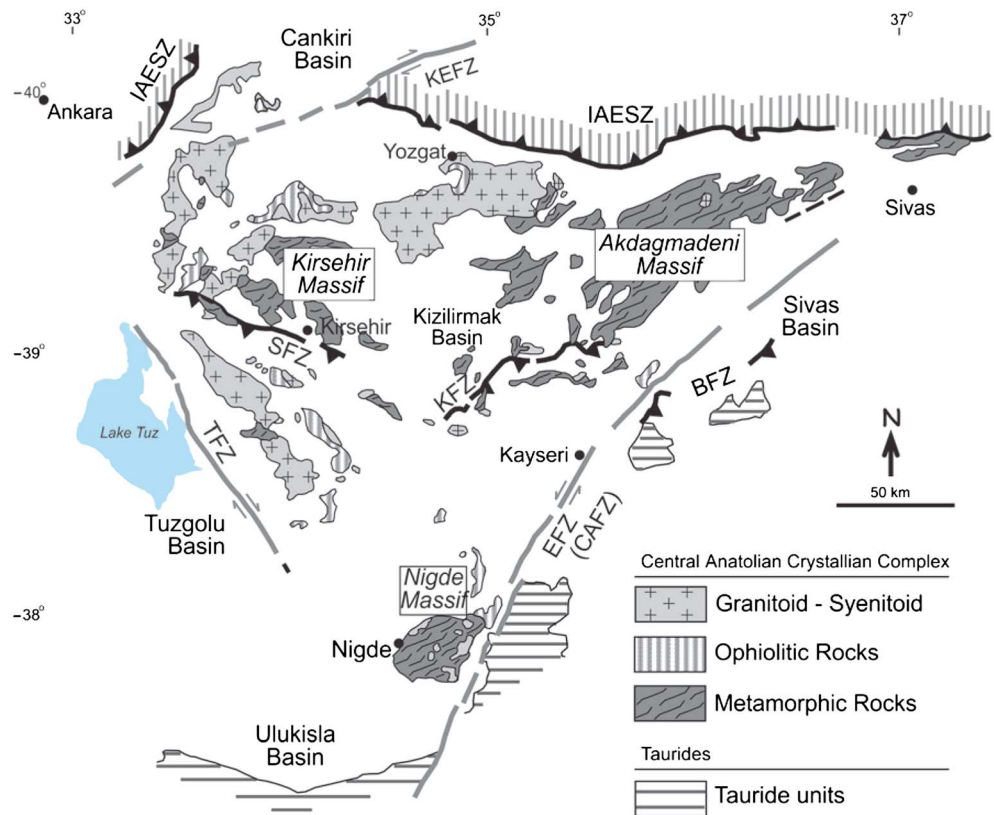 33°
35°
37°
Cankiri
Basin
IAESZ
KEFZ
40°
Ankara
IAESZ
Yozgat
Sivas
Akdagmadeni
Massif
Kirsehir
Massif
Kizilirmak
Basin
Sivas
Basin
Kirsehir
SFZ
39°
KFZ
BFZ
Lake Tuz
TFZ
Kayseri
N
50 km
Tuzgolu
Basin
EFZ
(CAFZ)
Nigde
Massif
38°
Nigde
Ulukisla
Basin
Central Anatolian Crystallian Complex
Granitoid - Syenitoid
Ophiolitic Rocks
Metamorphic Rocks
Taurides
Tauride units